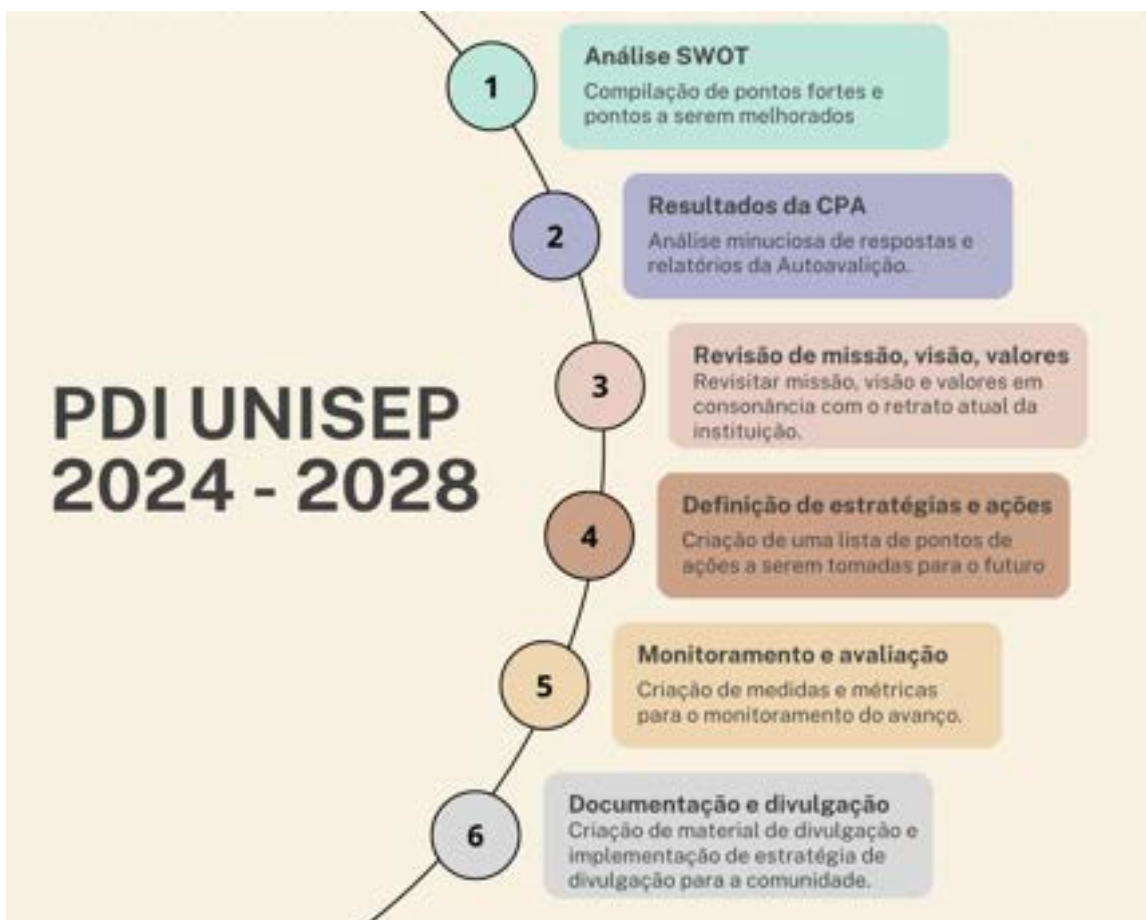 PDI UNISEP
2024 - 2028
1
Análise SWOT
Compilação de pontos fortes e
pontos a serem melhorados
2
Resultados da CPA
Análise minuciosa de respostas e
relatórios da Autoavalição.
3
Revisão de missão, visão, valores
Revisitar missão, visão e valores em
consonância com o retrato atual da
instituição.
4
Definição de estratégias e ações
Criação de uma lista de pontos de
ações a serem tomadas para o futuro
5
Monitoramento e avaliação
Criação de medidas e métricas
para o monitoramento do avanço.
6
Documentação e divulgação
Criação de material de divulgação e
implementação de estratégia de
divulgação para a comunidade.